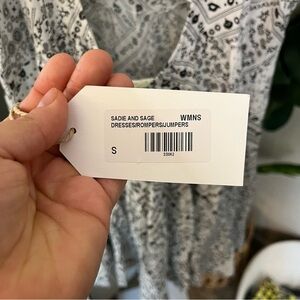 SADIE AND SAGE WMNS
DRESSES/ROMPERS/JUMPERS
S